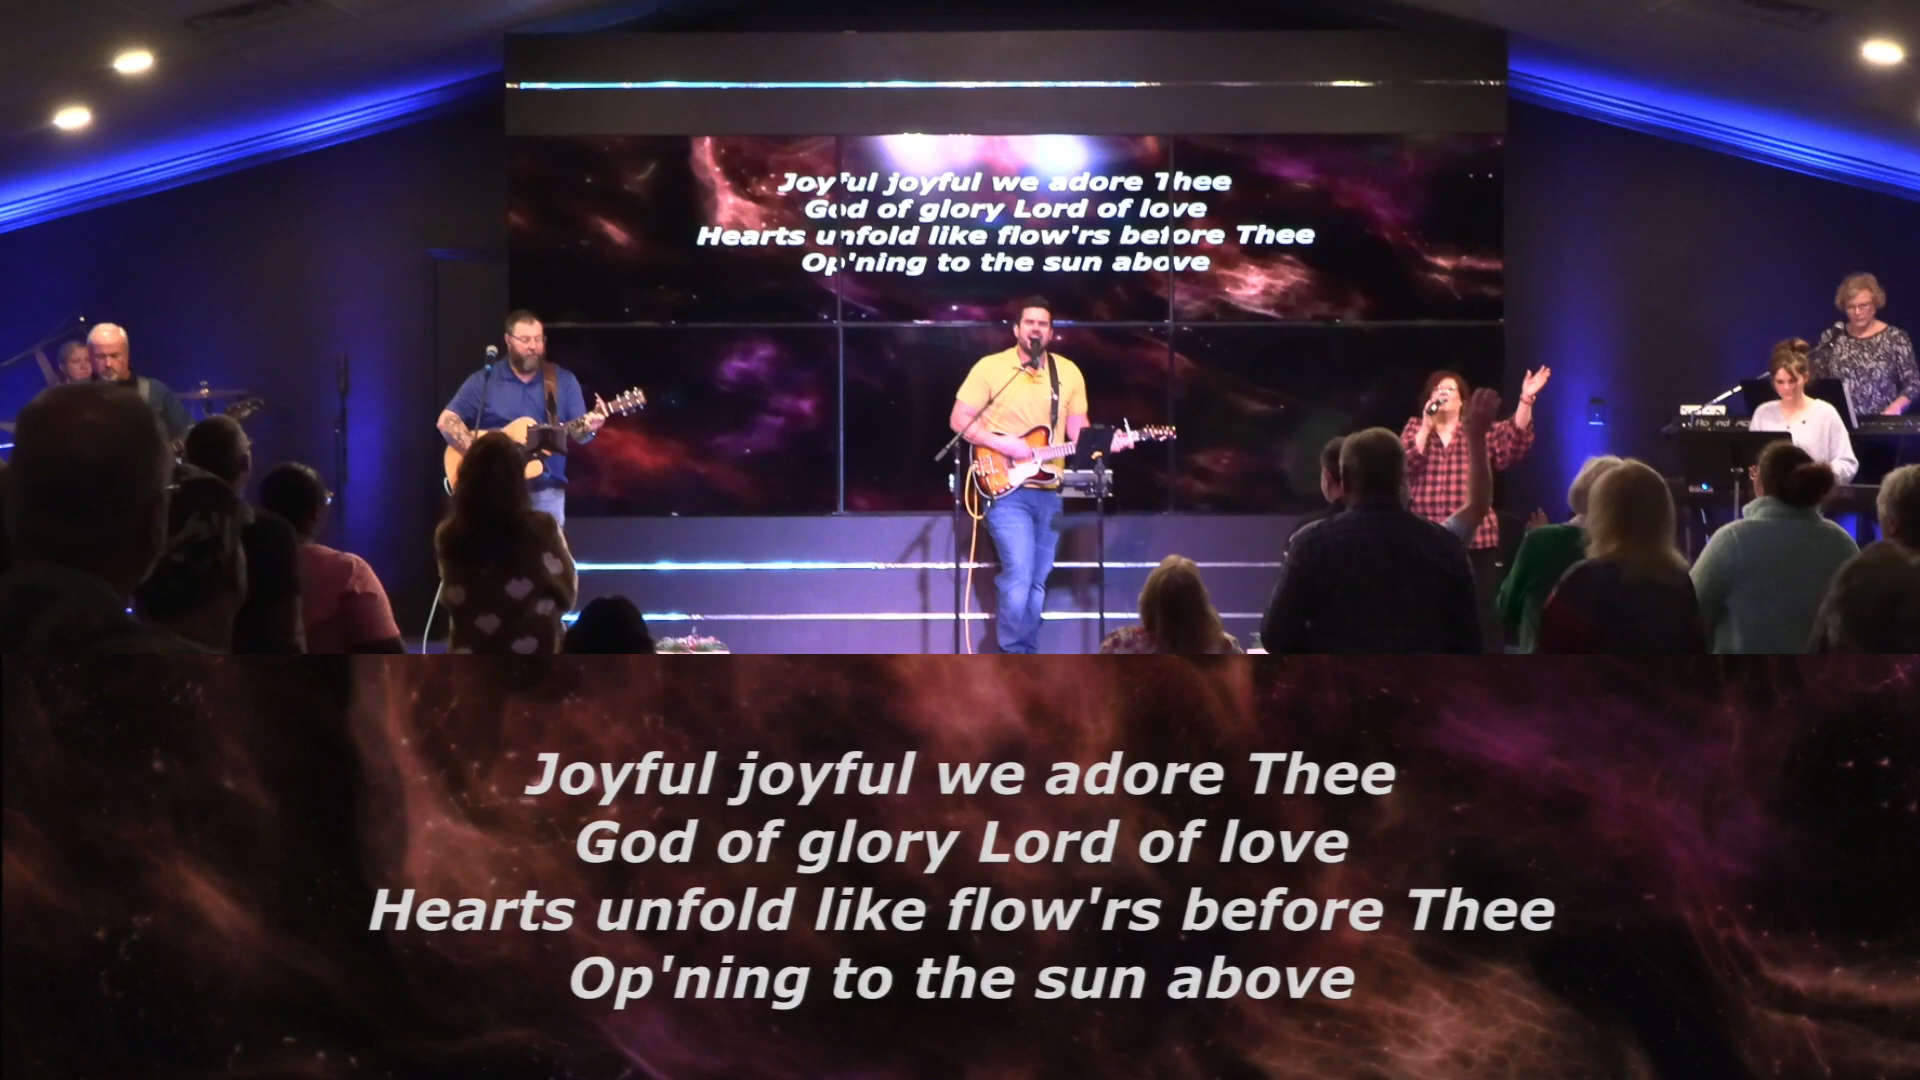 Joyful joyful we adore Thee
God of glory Lord of love
Hearts unfold like flow'rs before Thee
Op'ning to the sun above
Joyful joyful we adore Thee
God of glory Lord of love
Hearts unfold like flow'rs before Thee
Op'ning to the sun above